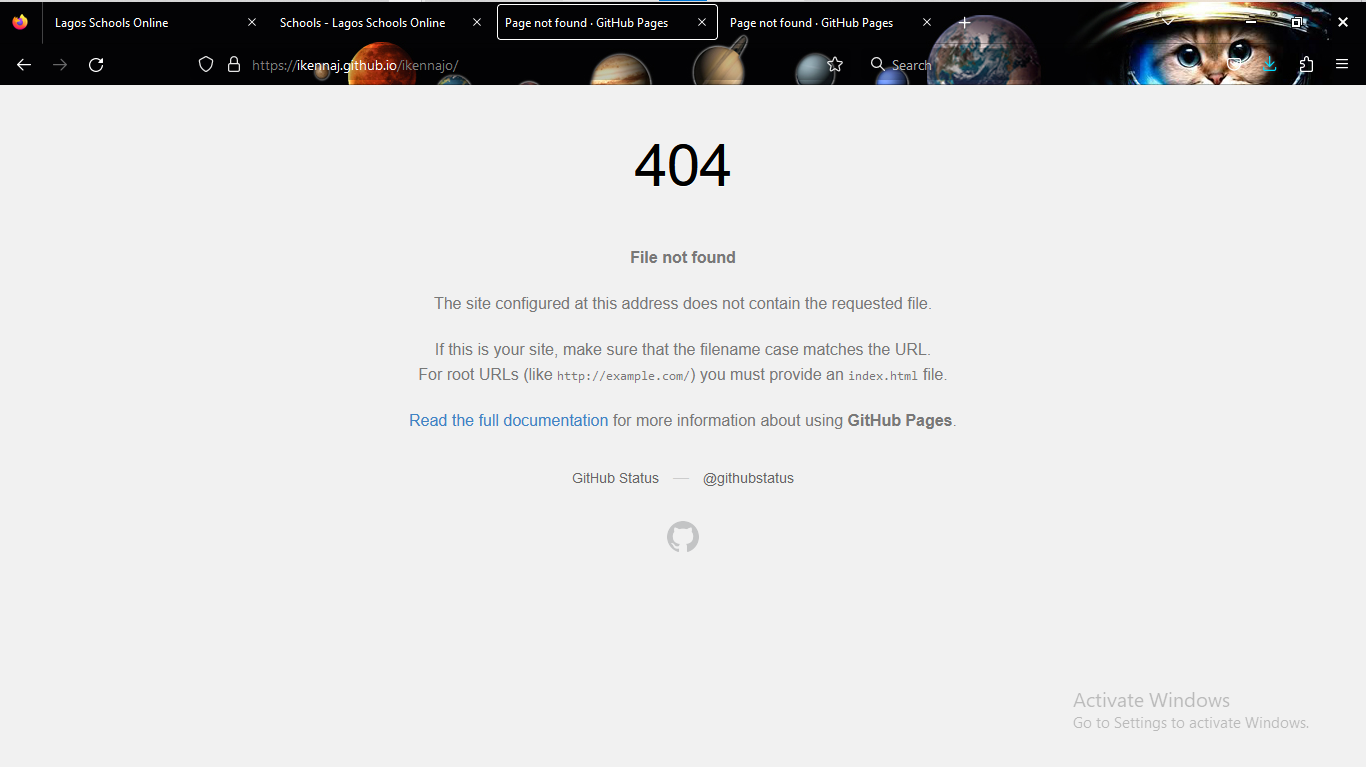 Lagos Schools Online
Schools - Lagos Schools Online
Page not found · GitHub Pages
Page not found · GitHub Pages
https://ikennaj.github.io/ikennajo/
Search
404
File not found
The site configured at this address does not contain the requested file.
If this is your site, make sure that the filename case matches the URL.
For root URLs (like http://example.com/) you must provide an index.html file.
Read the full documentation for more information about using GitHub Pages.
GitHub Status — @githubstatus
Activate Windows
Go to Settings to activate Windows.